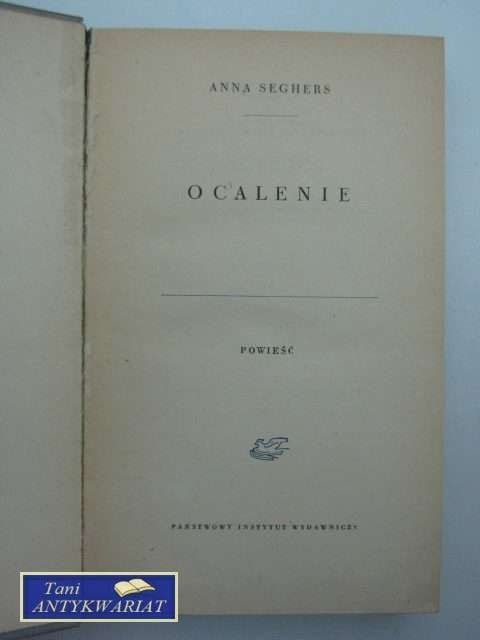 ANNA SEGHERS
OCALENIE
POWIEŚĆ
PAŃSTWOWY INSTYTUT WYDAWNICZY
Tani
ANTYKWARIAT